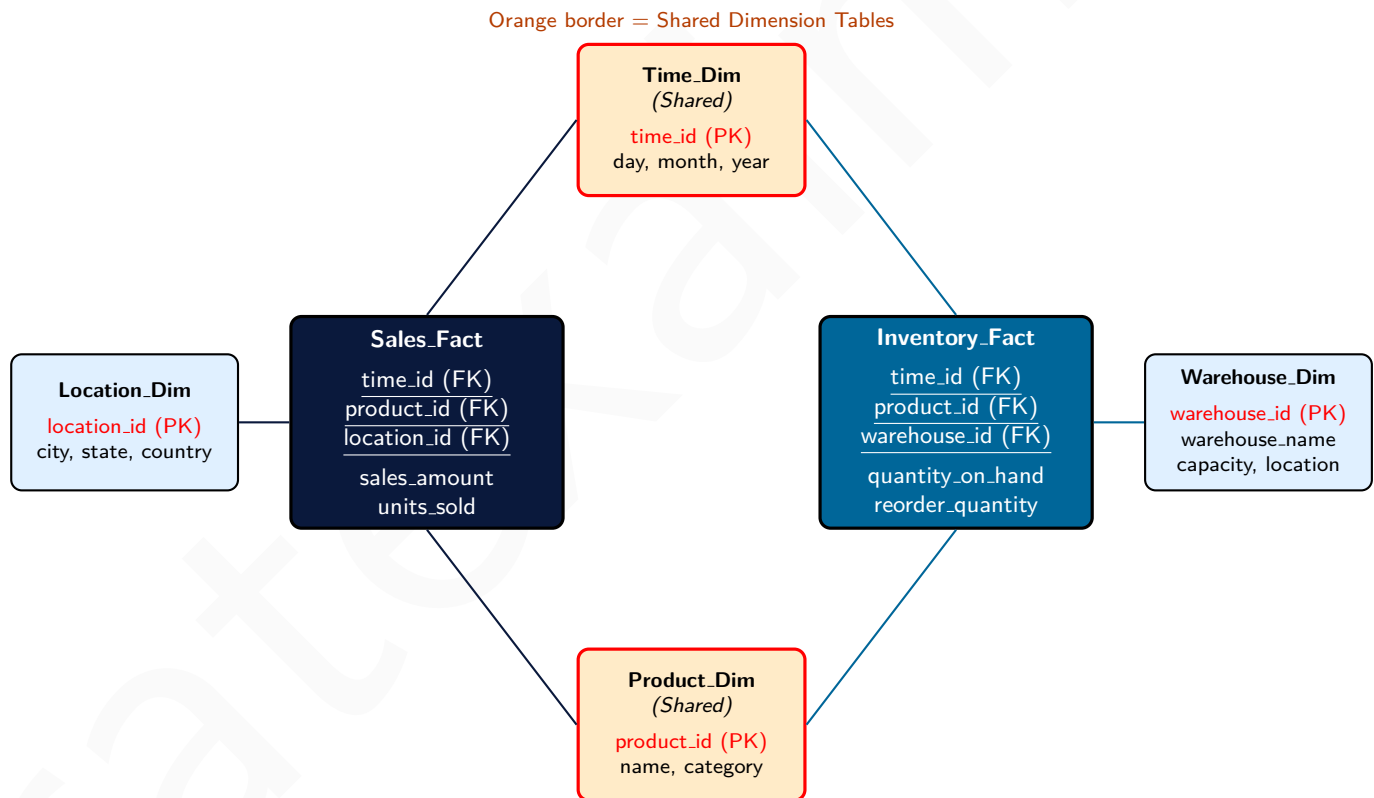 Orange border = Shared Dimension Tables
Time_Dim
(Shared)
time_id (PK)
day, month, year
Sales_Fact
time_id (FK)
product_id (FK)
location_id (FK)
sales_amount
units_sold
Inventory_Fact
time_id (FK)
product_id (FK)
warehouse_id (FK)
quantity_on_hand
reorder_quantity
Location_Dim
location_id (PK)
city, state, country
Warehouse_Dim
warehouse_id (PK)
warehouse_name
capacity, location
Product_Dim
(Shared)
product_id (PK)
name, category